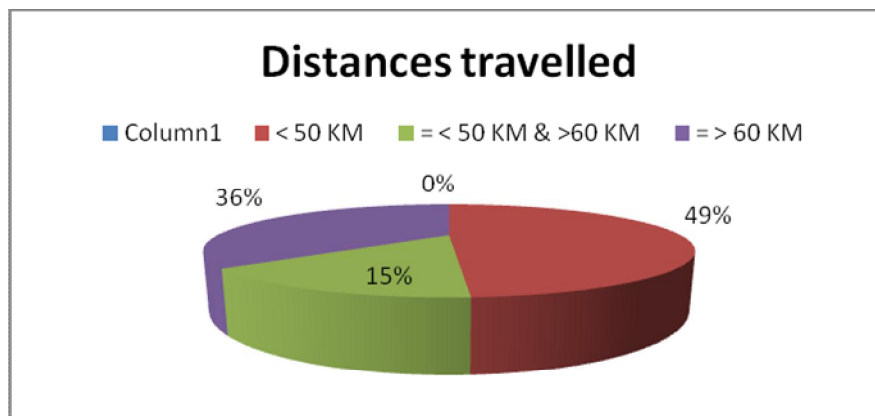 Distances travelled
Column1 < 50 KM = < 50 KM & >60 KM = > 60 KM
36% 0% 49%
15%